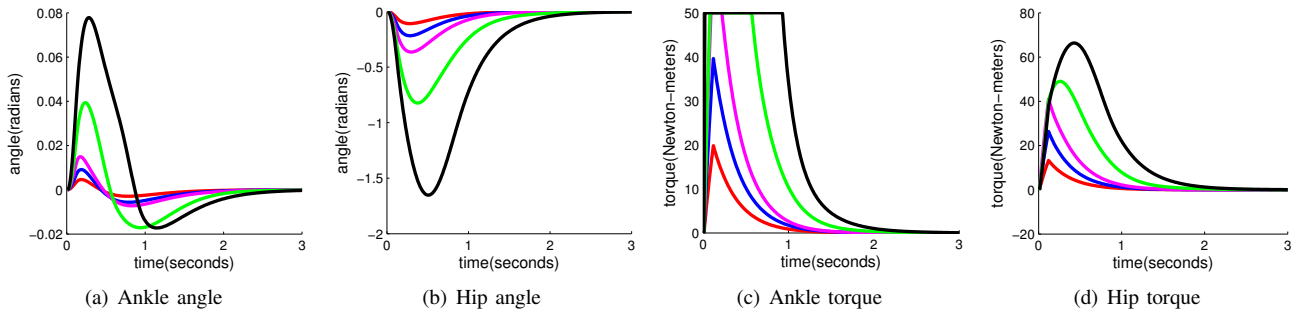 0.08
0.06
0.04
0.02
0
−0.02
angle(radians)
0 1 2 3
time(seconds)
(a) Ankle angle
0
−0.5
−1
−1.5
−2
angle(radians)
0 1 2 3
time(seconds)
(b) Hip angle
50
40
30
20
10
0
torque(Newton−meters)
0 1 2 3
time(seconds)
(c) Ankle torque
80
60
40
20
0
−20
torque(Newton−meters)
0 1 2 3
time(seconds)
(d) Hip torque